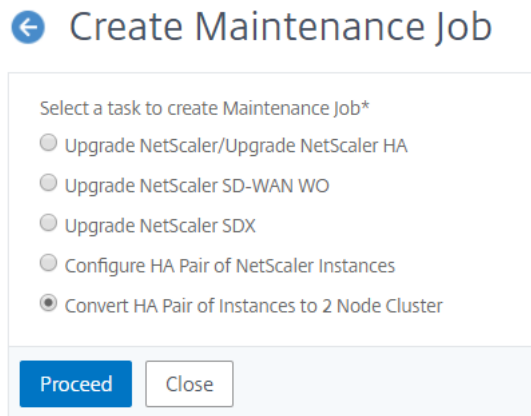 Create Maintenance Job
Select a task to create Maintenance Job*
Upgrade NetScaler/Upgrade NetScaler HA
Upgrade NetScaler SD-WAN WO
Upgrade NetScaler SDX
Configure HA Pair of NetScaler Instances
Convert HA Pair of Instances to 2 Node Cluster
Proceed
Close